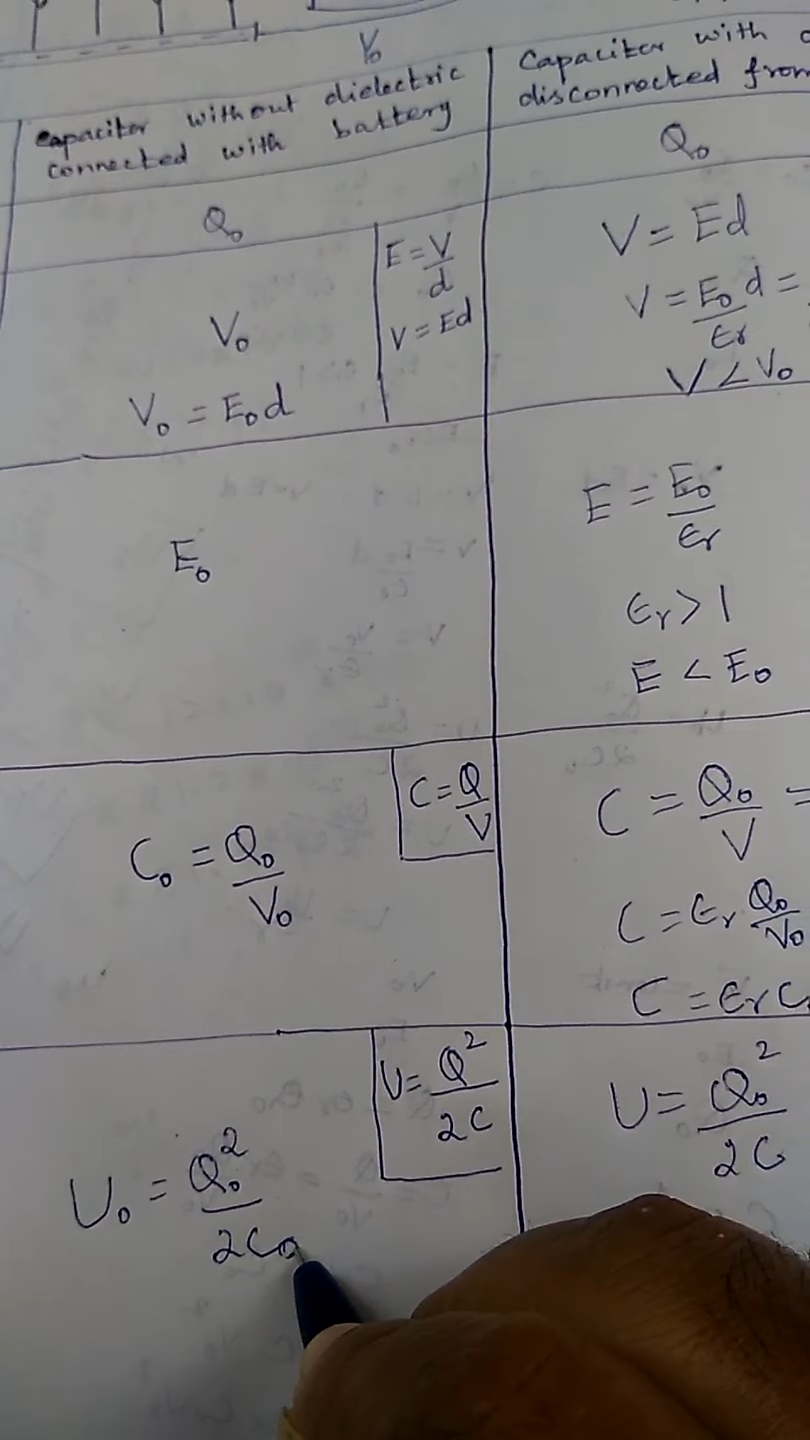 V₀
Capacitor without dielectric
connected with battery
Capacitor with
disconnected from
Q₀
Q₀
V₀
V₀ = E₀d
E = V/d
V = Ed
V = Ed
V = E₀/εr d =
V < V₀
E₀
E = E₀/εr
εr > 1
E < E₀
C₀ = Q₀/V₀
C = Q/V
C = Q₀/V =
C = εr Q₀/V₀
C = εr C
U₀ = Q₀²/2C₀
U = Q²/2C
U = Q₀²/2C